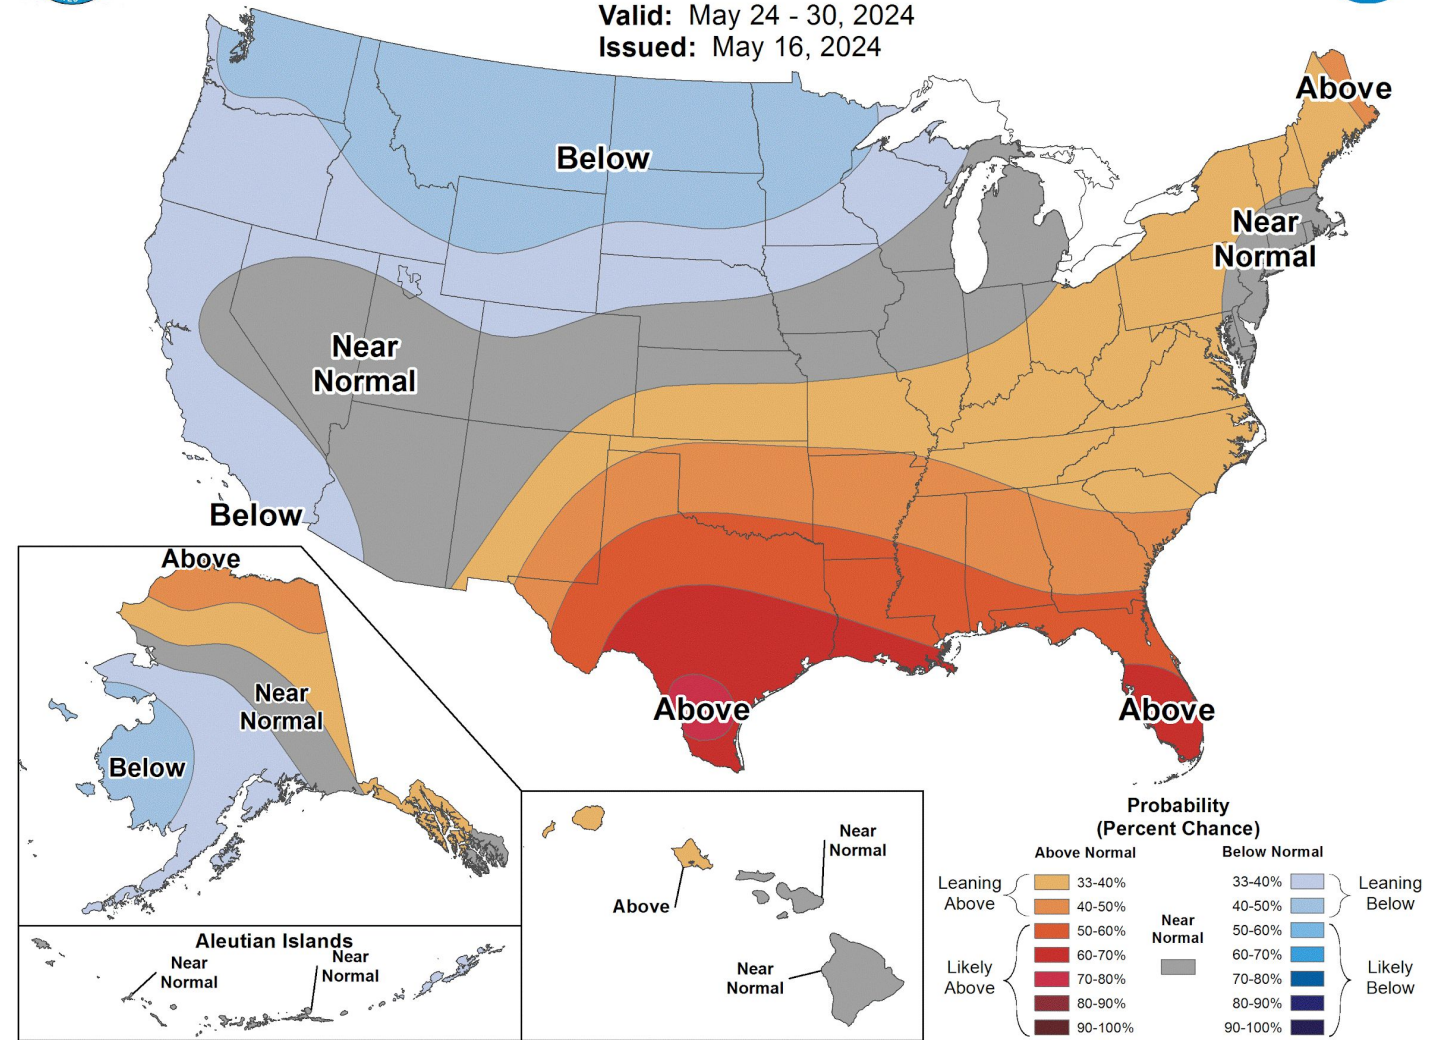 Valid: May 24 - 30, 2024
Issued: May 16, 2024
Above
Below
Near
Normal
Near
Normal
Below
Above
Above
Above
Near
Normal
Below
Aleutian Islands
Near
Normal
Near
Normal
Near
Normal
Above
Near
Normal
Probability
(Percent Chance)
Above Normal
Below Normal
Leaning
Above
33-40%
40-50%
Likely
Above
50-60%
60-70%
70-80%
80-90%
90-100%
Near
Normal
33-40%
40-50%
Leaning
Below
50-60%
60-70%
70-80%
80-90%
90-100%
Likely
Below